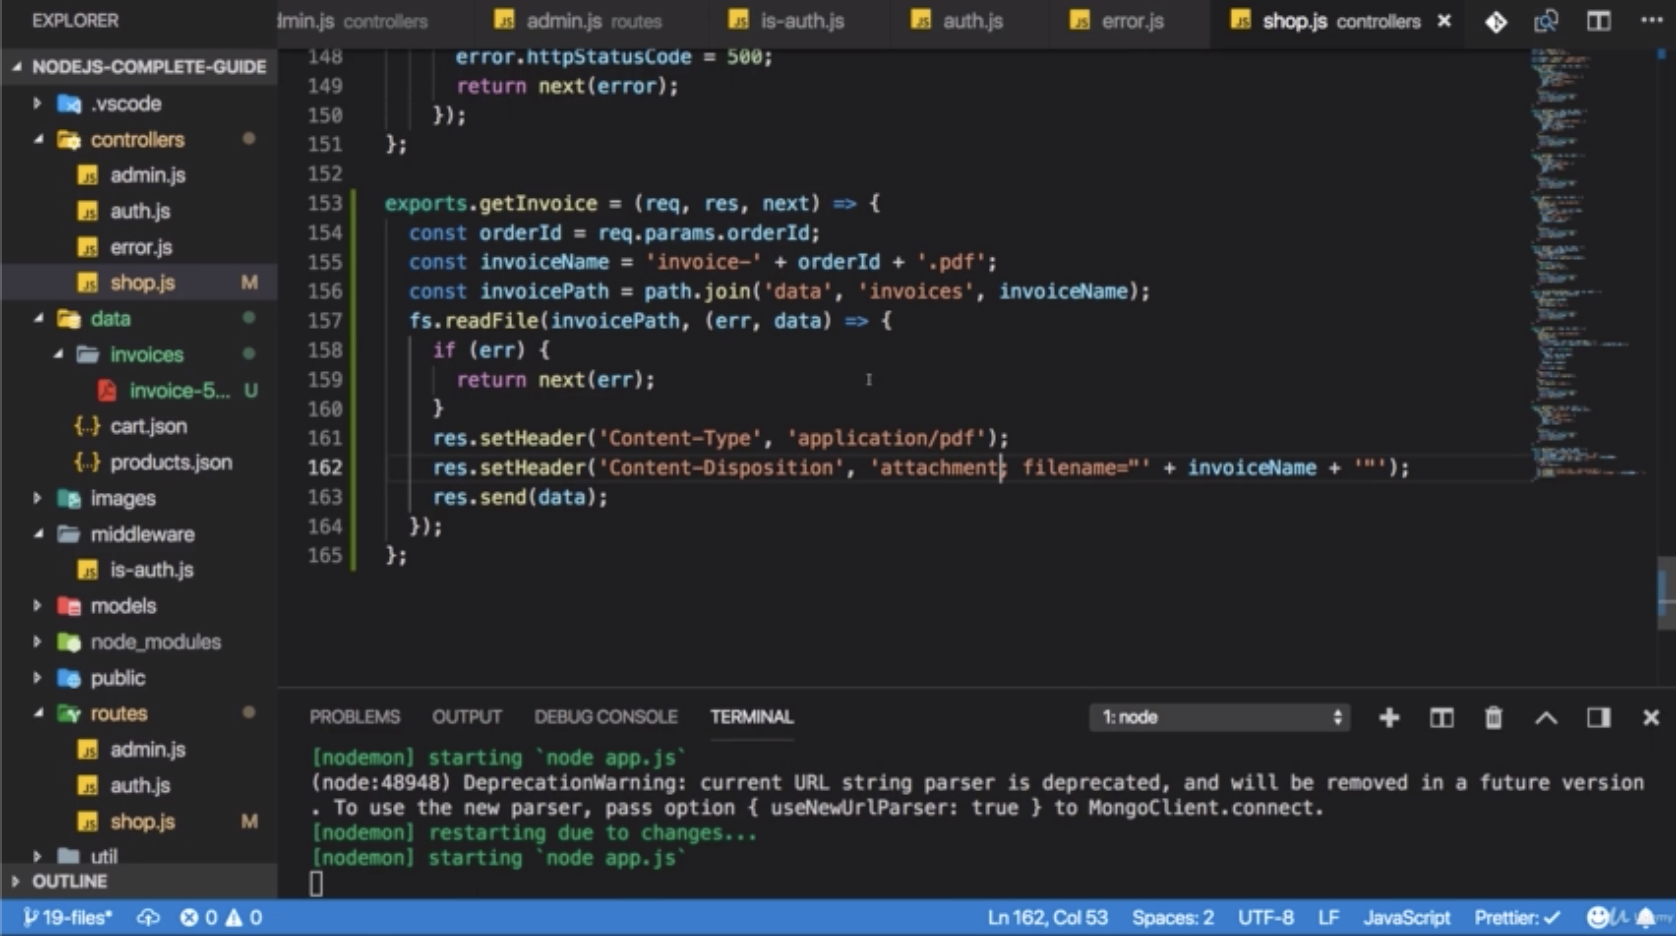 EXPLORER
dmin.js controllers
admin.js routes
is-auth.js
auth.js
error.js
shop.js controllers
NODEJS-COMPLETE-GUIDE
.vscode
controllers
admin.js
auth.js
error.js
shop.js M
data
invoices
invoice-5... U
cart.json
products.json
images
middleware
is-auth.js
models
node_modules
public
routes
admin.js
auth.js
shop.js M
util
OUTLINE
148 error.httpStatusCode = 500;
149 return next(error);
150 });
151 };
152
153 exports.getInvoice = (req, res, next) => {
154 const orderId = req.params.orderId;
155 const invoiceName = 'invoice-' + orderId + '.pdf';
156 const invoicePath = path.join('data', 'invoices', invoiceName);
157 fs.readFile(invoicePath, (err, data) => {
158 if (err) {
159 return next(err);
160 }
161 res.setHeader('Content-Type', 'application/pdf');
162 res.setHeader('Content-Disposition', 'attachment; filename="' + invoiceName + '"');
163 res.send(data);
164 });
165 };
PROBLEMS OUTPUT DEBUG CONSOLE TERMINAL 1: node
[nodemon] starting `node app.js`
(node:48948) DeprecationWarning: current URL string parser is deprecated, and will be removed in a future version
. To use the new parser, pass option { useNewUrlParser: true } to MongoClient.connect.
[nodemon] restarting due to changes...
[nodemon] starting `node app.js`
19-files* 0 0 Ln 162, Col 53 Spaces: 2 UTF-8 LF JavaScript Prettier: ✓